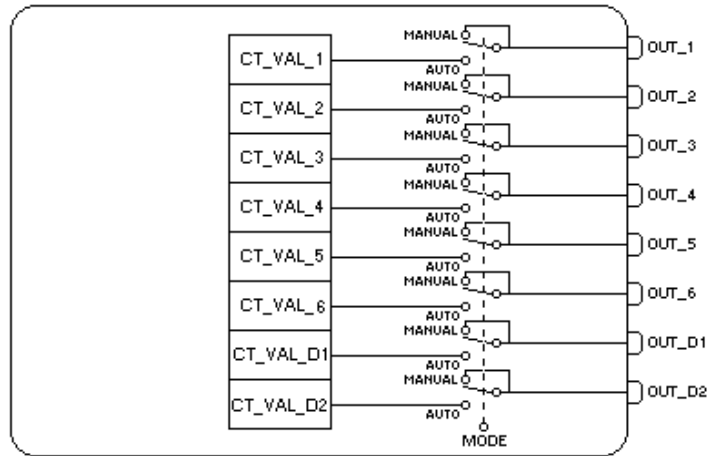 MANUAL OUT_1
CT_VAL_1 AUTO
MANUAL OUT_2
CT_VAL_2 AUTO
MANUAL OUT_3
CT_VAL_3 AUTO
MANUAL OUT_4
CT_VAL_4 AUTO
MANUAL OUT_5
CT_VAL_5 AUTO
MANUAL OUT_6
CT_VAL_6 AUTO
MANUAL OUT_D1
CT_VAL_D1 AUTO
MANUAL OUT_D2
CT_VAL_D2 AUTO
MODE